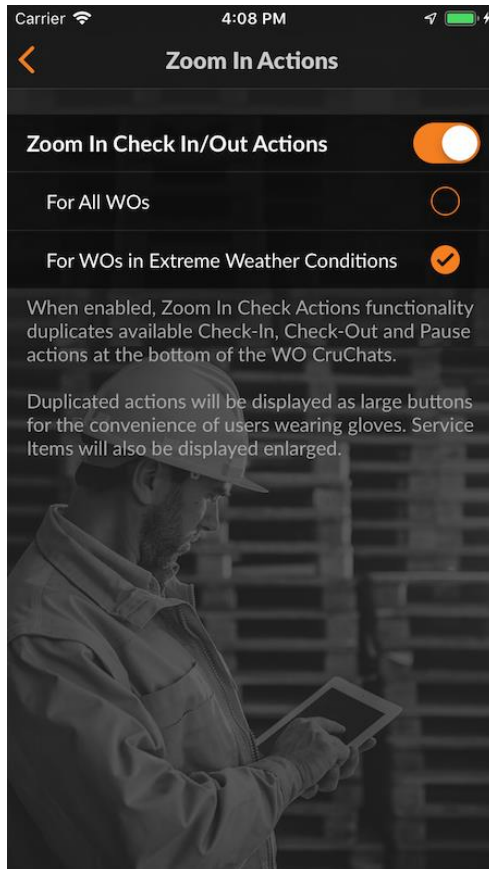 Carrier 4:08 PM
Zoom In Actions
Zoom In Check In/Out Actions
For All WOs
For WOs in Extreme Weather Conditions
When enabled, Zoom In Check Actions functionality
duplicates available Check-In, Check-Out and Pause
actions at the bottom of the WO CruChats.
Duplicated actions will be displayed as large buttons
for the convenience of users wearing gloves. Service
Items will also be displayed enlarged.